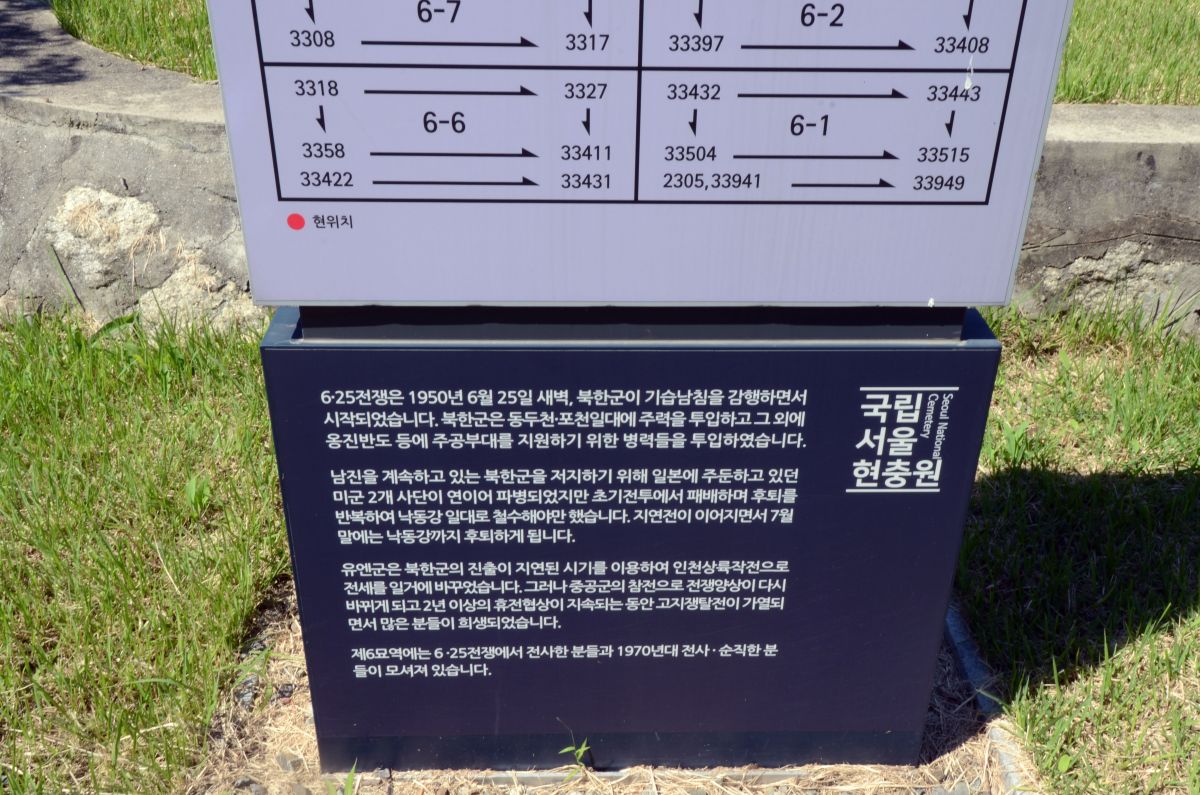 6-7
6-2
3308 3317
33397 33408
3318 3327
33432 33443
6-6
6-1
3358 33411
33504 33515
33422 33431
2305,33941 33949
현위치
6·25전쟁은 1950년 6월 25일 새벽, 북한군이 기습남침을 감행하면서
시작되었습니다. 북한군은 동두천·포천일대에 주력을 투입하고 그 외에
옹진반도 등에 주공부대를 지원하기 위한 병력들을 투입하였습니다.
남진을 계속하고 있는 북한군을 저지하기 위해 일본에 주둔하고 있던
미군 2개 사단이 연이어 파병되었지만 초기전투에서 패배하며 후퇴를
반복하여 낙동강 일대로 철수해야만 했습니다. 지연전이 이어지면서 7월
말에는 낙동강까지 후퇴하게 됩니다.
유엔군은 북한군의 진출이 지연된 시기를 이용하여 인천상륙작전으로
전세를 일거에 바꾸었습니다. 그러나 중공군의 참전으로 전쟁양상이 다시
바뀌게 되고 2년 이상의 휴전협상이 지속되는 동안 고지쟁탈전이 가열되
면서 많은 분들이 희생되었습니다.
제6묘역에는 6·25전쟁에서 전사한 분들과 1970년대 전사·순직한 분
들이 모셔져 있습니다.
국립
서울
현충원
Seoul National
Cemetery